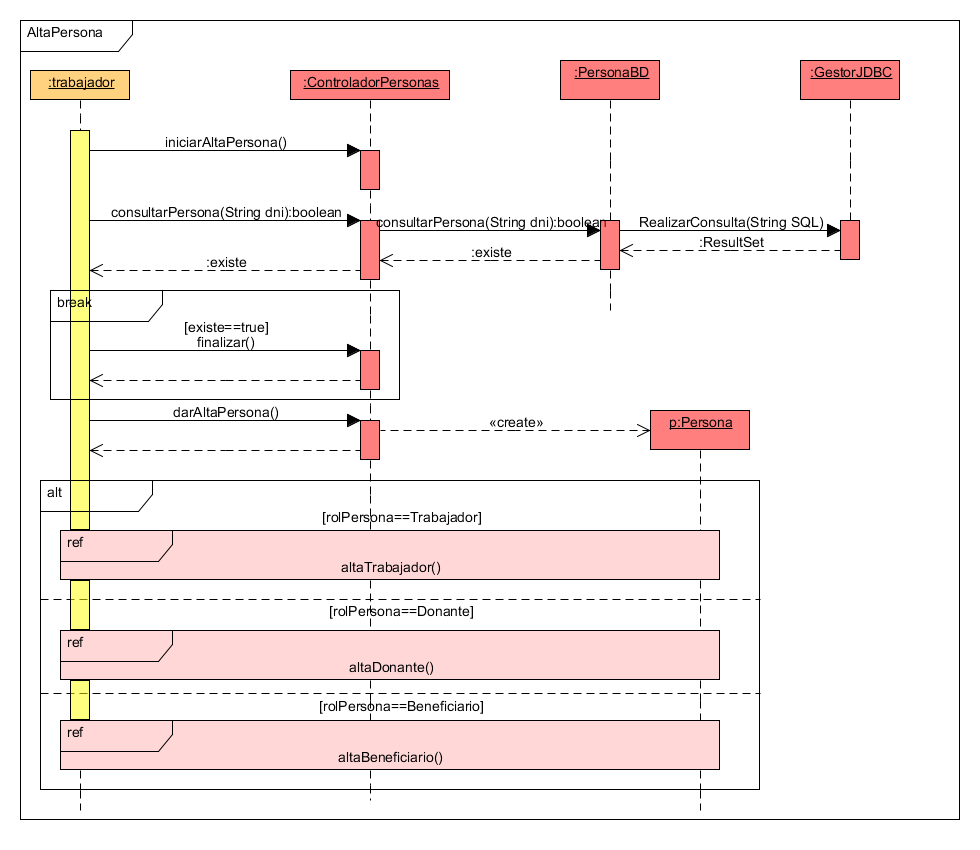 AltaPersona
:trabajador
:ControladorPersonas
:PersonaBD
:GestorJDBC
iniciarAltaPersona()
consultarPersona(String dni):boolean
consultarPersona(String dni):boolean
RealizarConsulta(String SQL)
:ResultSet
:existe
:existe
break
[existe==true]
finalizar()
darAltaPersona()
«create»
p:Persona
alt
[rolPersona==Trabajador]
ref
altaTrabajador()
[rolPersona==Donante]
ref
altaDonante()
[rolPersona==Beneficiario]
ref
altaBeneficiario()